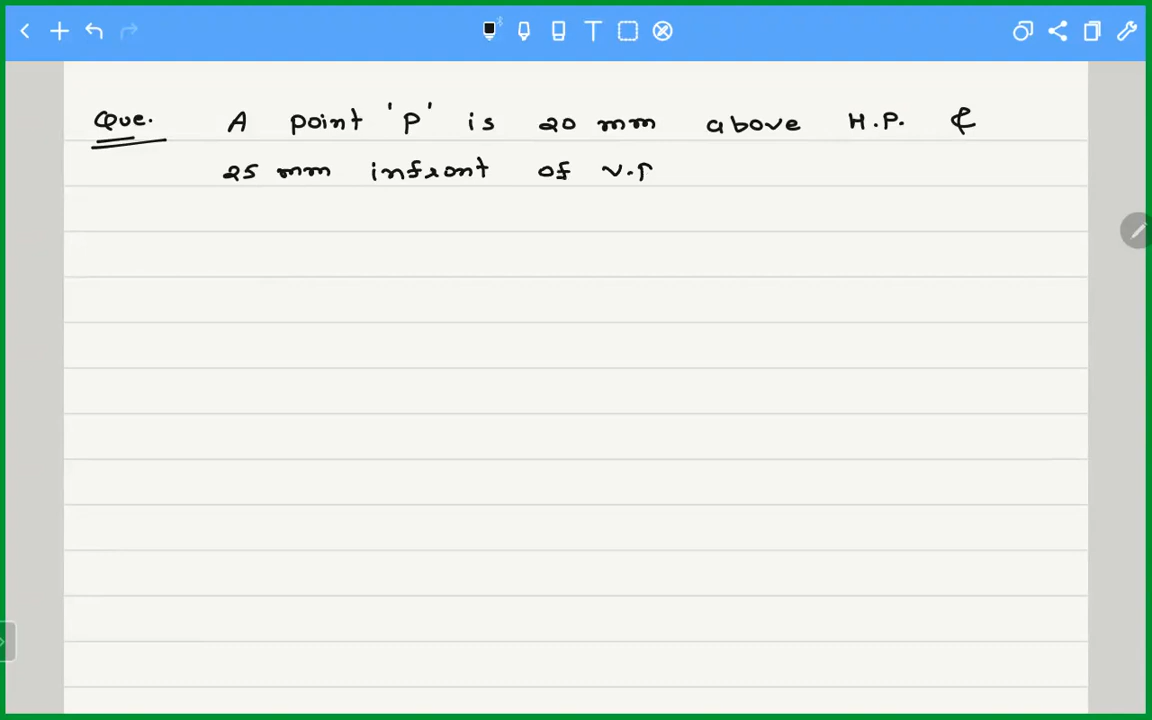 Que. A point 'P' is 20 mm above H.P. &
25 mm infront of V.P